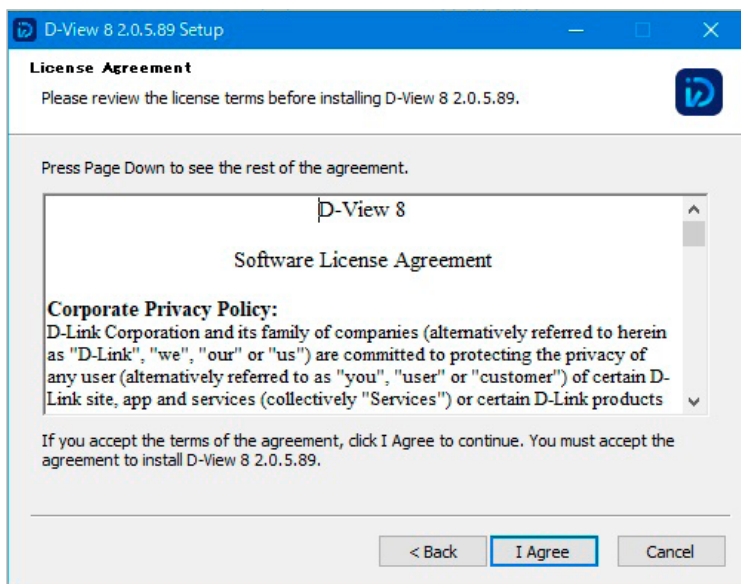 D-View 8 2.0.5.89 Setup
License Agreement
Please review the license terms before installing D-View 8 2.0.5.89.
Press Page Down to see the rest of the agreement.
D-View 8
Software License Agreement
Corporate Privacy Policy:
D-Link Corporation and its family of companies (alternatively referred to herein
as "D-Link", "we", "our" or "us") are committed to protecting the privacy of
any user (alternatively referred to as "you", "user" or "customer") of certain D-
Link site, app and services (collectively "Services") or certain D-Link products
If you accept the terms of the agreement, click I Agree to continue. You must accept the
agreement to install D-View 8 2.0.5.89.
< Back
I Agree
Cancel